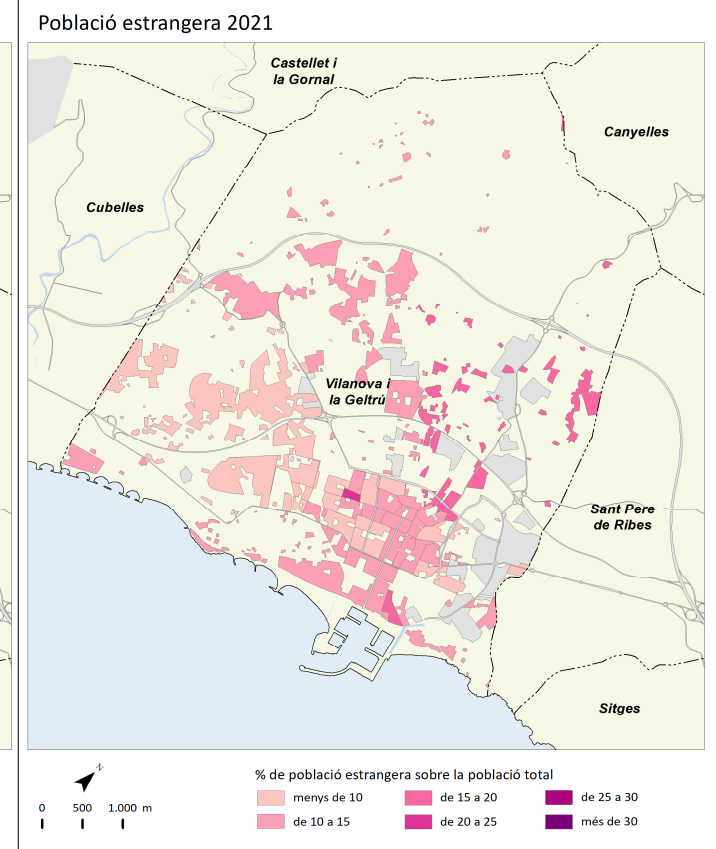 Població estrangera 2021
Castellet i
la Gornal
Canyelles
Cubelles
Vilanova i
la Geltrú
Sant Pere
de Ribes
Sitges
N
% de població estrangera sobre la població total
0 500 1.000 m
menys de 10
de 15 a 20
de 25 a 30
de 10 a 15
de 20 a 25
més de 30